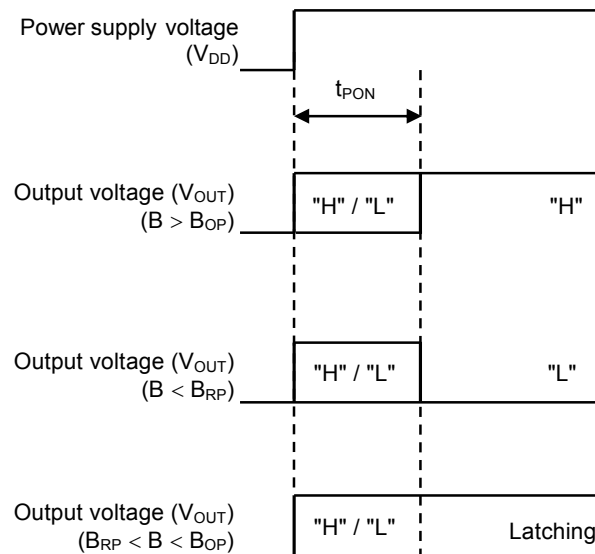 Power supply voltage
(VDD)
tPON
Output voltage (VOUT)
(B > BOP)
"H" / "L"
"H"
Output voltage (VOUT)
(B < BRP)
"H" / "L"
"L"
Output voltage (VOUT)
(BRP < B < BOP)
"H" / "L"
Latching